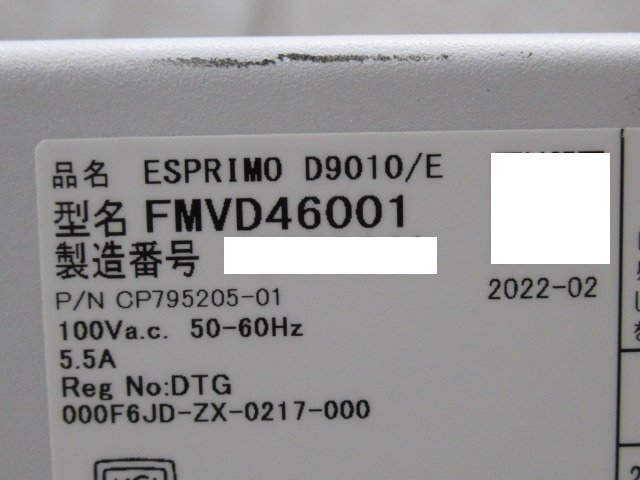 品名 ESPRIMO D9010/E
型名 FMVD46001
製造番号
P/N CP795205-01
2022-02
100Va.c. 50-60Hz
5.5A
Reg No:DTG
000F6JD-ZX-0217-000